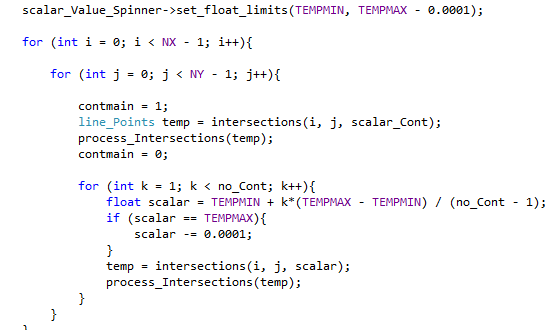 scalar_Value_Spinner->set_float_limits(TEMPMIN, TEMPMAX - 0.0001);
for (int i = 0; i < NX - 1; i++){
for (int j = 0; j < NY - 1; j++){
contmain = 1;
line_Points temp = intersections(i, j, scalar_Cont);
process_Intersections(temp);
contmain = 0;
for (int k = 1; k < no_Cont; k++){
float scalar = TEMPMIN + k*(TEMPMAX - TEMPMIN) / (no_Cont - 1);
if (scalar == TEMPMAX){
scalar -= 0.0001;
}
temp = intersections(i, j, scalar);
process_Intersections(temp);
}
}
}